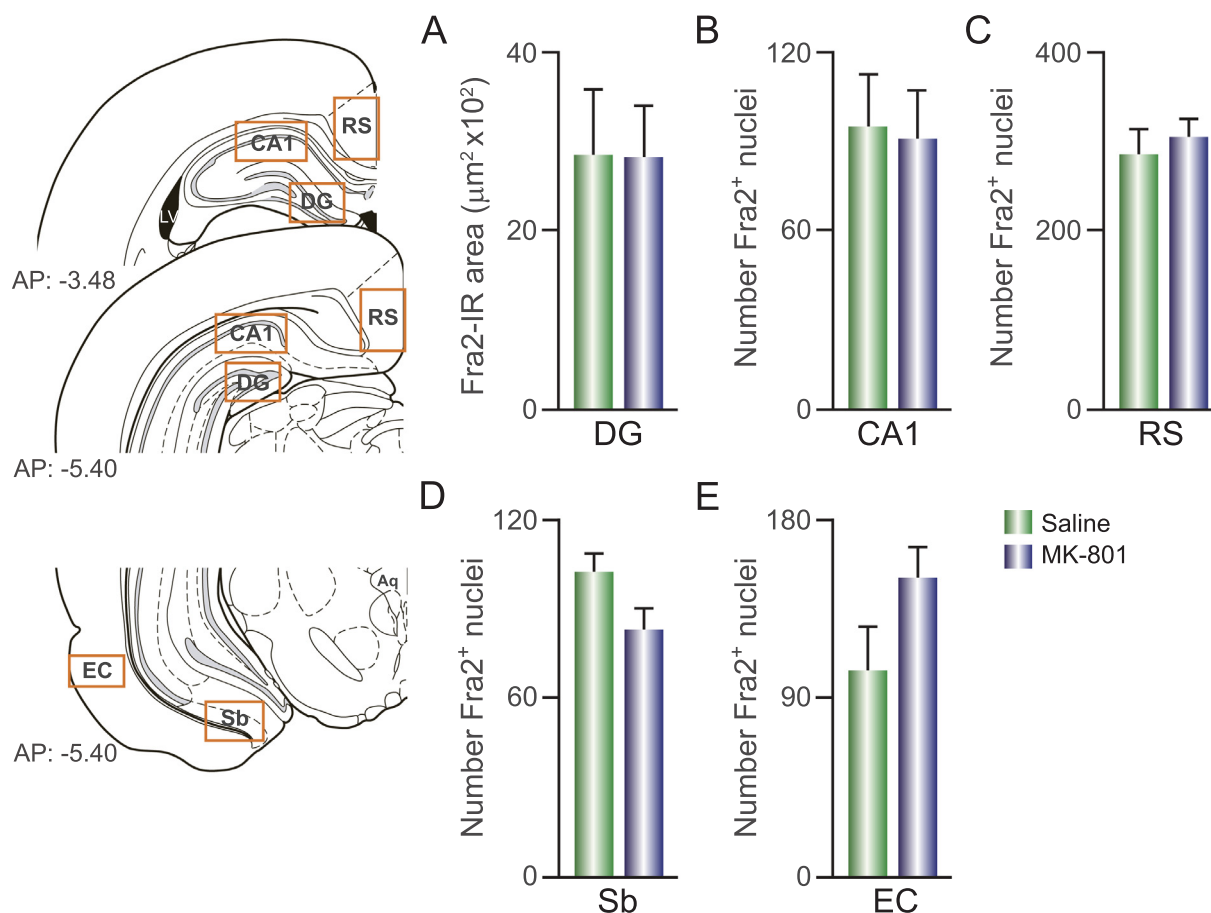 A
B
C
40
20
0
Fra2-IR area (μm² x10²)
DG
120
60
0
Number Fra2⁺ nuclei
CA1
400
200
0
Number Fra2⁺ nuclei
RS
RS
CA1
DG
LV
AP: -3.48
RS
CA1
DG
AP: -5.40
D
E
120
60
0
Number Fra2⁺ nuclei
Sb
180
90
0
Number Fra2⁺ nuclei
EC
Saline
MK-801
Aq
EC
Sb
AP: -5.40